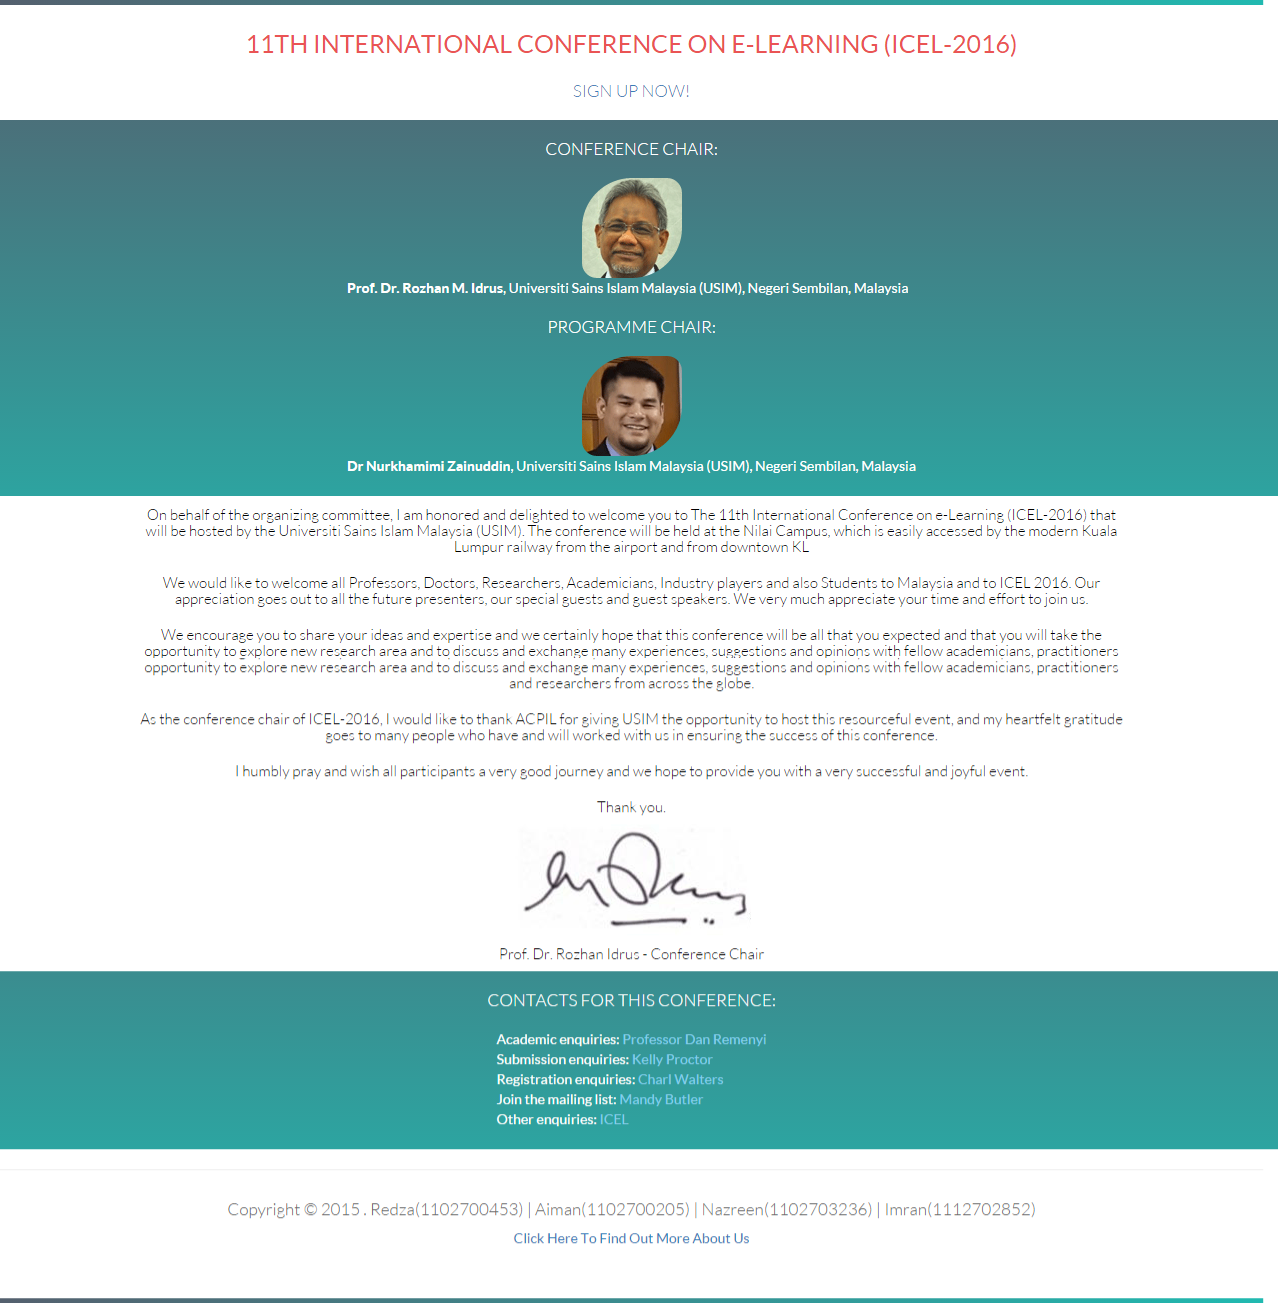 11TH INTERNATIONAL CONFERENCE ON E-LEARNING (ICEL-2016)
SIGN UP NOW!
CONFERENCE CHAIR:
Prof. Dr. Rozhan M. Idrus, Universiti Sains Islam Malaysia (USIM), Negeri Sembilan, Malaysia
PROGRAMME CHAIR:
Dr Nurkhamimi Zainuddin, Universiti Sains Islam Malaysia (USIM), Negeri Sembilan, Malaysia
On behalf of the organizing committee, I am honored and delighted to welcome you to The 11th International Conference on e-Learning (ICEL-2016) that
will be hosted by the Universiti Sains Islam Malaysia (USIM). The conference will be held at the Nilai Campus, which is easily accessed by the modern Kuala
Lumpur railway from the airport and from downtown KL
We would like to welcome all Professors, Doctors, Researchers, Academicians, Industry players and also Students to Malaysia and to ICEL 2016. Our
appreciation goes out to all the future presenters, our special guests and guest speakers. We very much appreciate your time and effort to join us.
We encourage you to share your ideas and expertise and we certainly hope that this conference will be all that you expected and that you will take the
opportunity to explore new research area and to discuss and exchange many experiences, suggestions and opinions with fellow academicians, practitioners
opportunity to explore new research area and to discuss and exchange many experiences, suggestions and opinions with fellow academicians, practitioners
and researchers from across the globe.
As the conference chair of ICEL-2016, I would like to thank ACPIL for giving USIM the opportunity to host this resourceful event, and my heartfelt gratitude
goes to many people who have and will worked with us in ensuring the success of this conference.
I humbly pray and wish all participants a very good journey and we hope to provide you with a very successful and joyful event.
Thank you.
Prof. Dr. Rozhan Idrus - Conference Chair
CONTACTS FOR THIS CONFERENCE:
Academic enquiries: Professor Dan Remenyi
Submission enquiries: Kelly Proctor
Registration enquiries: Charl Walters
Join the mailing list: Mandy Butler
Other enquiries: ICEL
Copyright © 2015 . Redza(1102700453) | Aiman(1102700205) | Nazreen(1102703236) | Imran(1112702852)
Click Here To Find Out More About Us